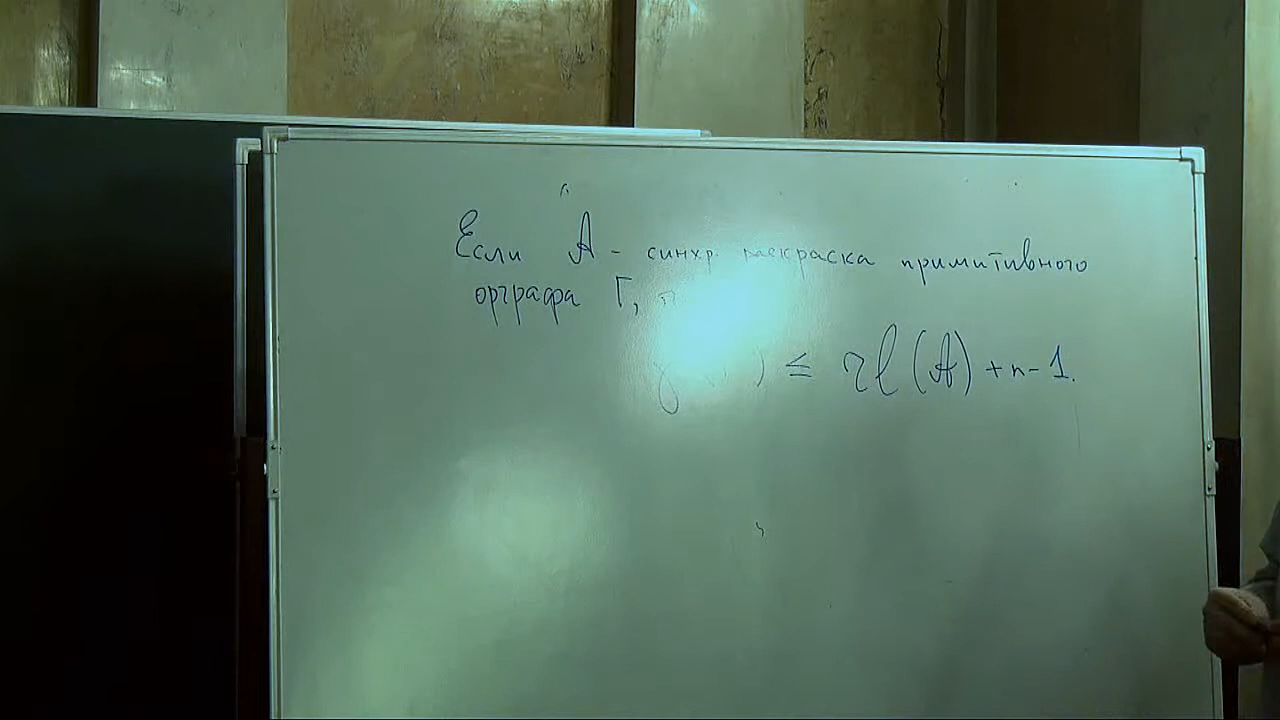 Если 𝒜 - синхр. раскраска примитивного
орграфа Г,
) ≤ rl(𝒜) + n - 1.